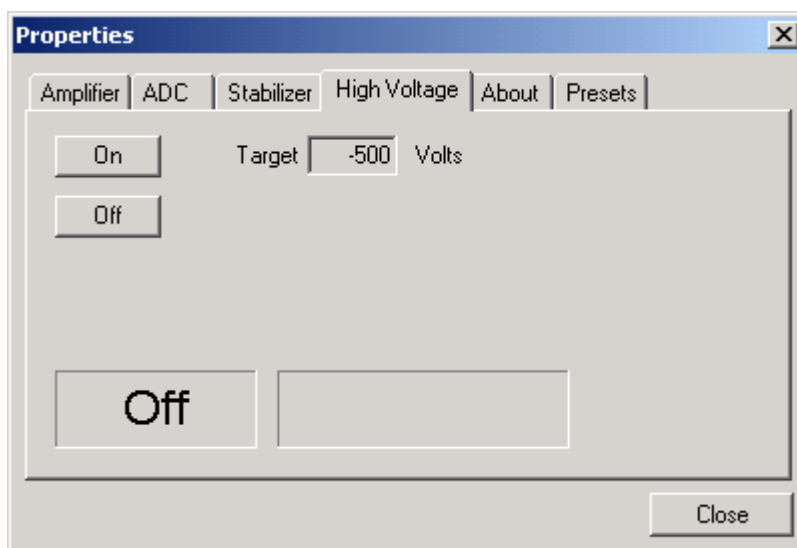 Properties
Amplifier ADC Stabilizer High Voltage About Presets
On Target -500 Volts
Off
Off
Close